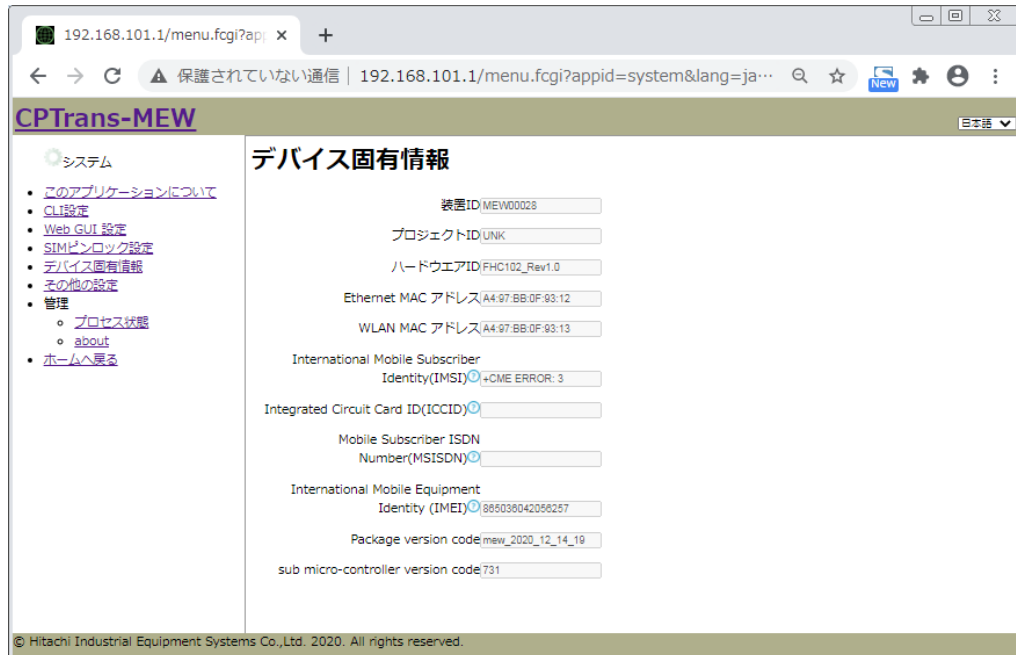 192.168.101.1/menu.fcgi?app
保護されていない通信 192.168.101.1/menu.fcgi?appid=system&lang=ja…
New
CPTrans-MEW
日本語
システム
このアプリケーションについて
CLI設定
Web GUI 設定
SIMピンロック設定
デバイス固有情報
その他の設定
管理
プロセス状態
about
ホームへ戻る
デバイス固有情報
装置ID MEW00028
プロジェクトID UNK
ハードウエアID FHC102_Rev1.0
Ethernet MAC アドレス A4:97:BB:0F:93:12
WLAN MAC アドレス A4:97:BB:0F:93:13
International Mobile Subscriber
Identity(IMSI) +CME ERROR: 3
Integrated Circuit Card ID(ICCID)
Mobile Subscriber ISDN
Number(MSISDN)
International Mobile Equipment
Identity (IMEI) 865036042056257
Package version code mew_2020_12_14_19
sub micro-controller version code 731
© Hitachi Industrial Equipment Systems Co.,Ltd. 2020. All rights reserved.